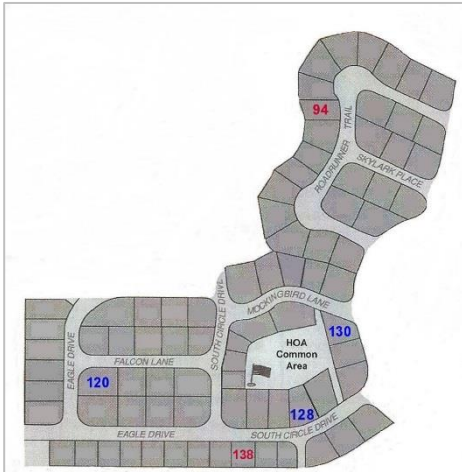 94
ROADRUNNER TRAIL
SKYLARK PLACE
MOCKINGBIRD LANE
SOUTH CIRCLE DRIVE
130
HOA
Common
Area
EAGLE DRIVE
FALCON LANE
120
128
EAGLE DRIVE
SOUTH CIRCLE DRIVE
138